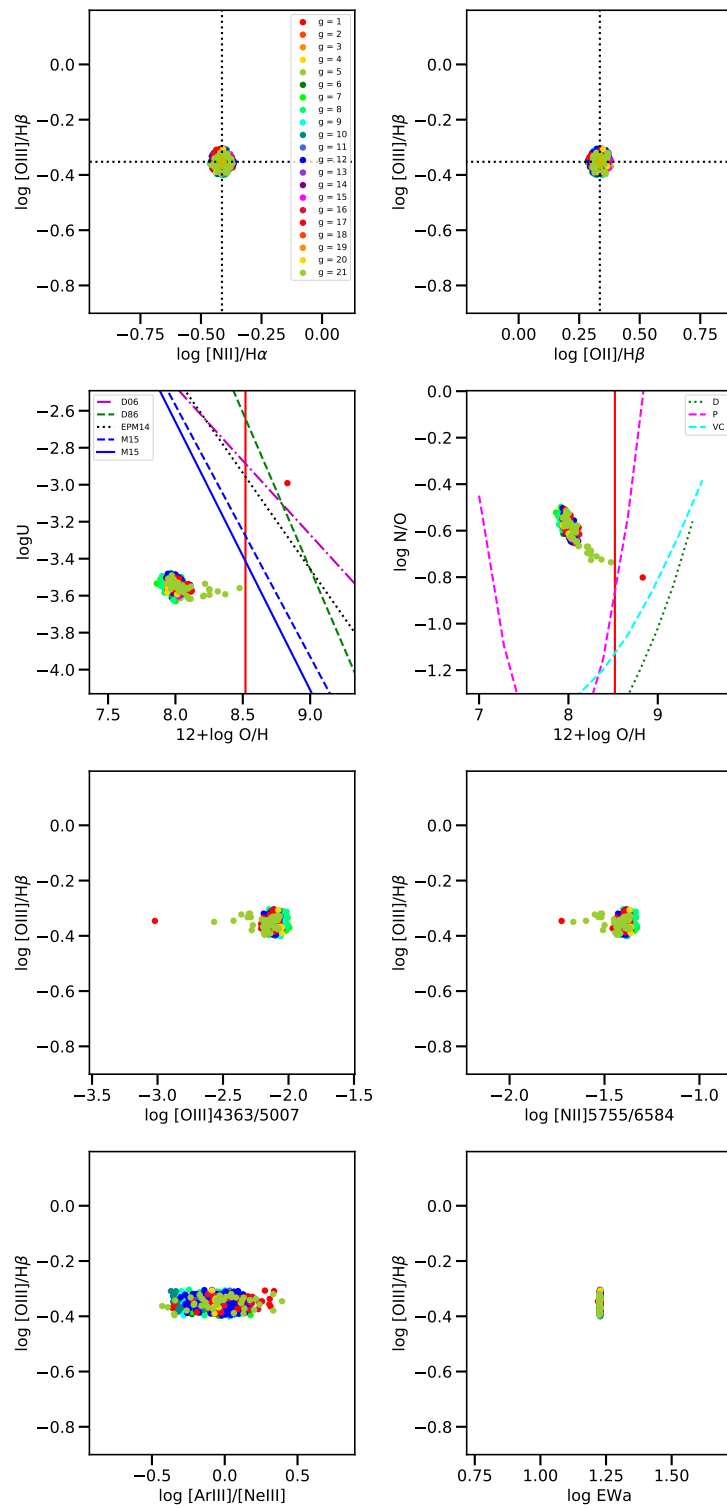 0.0
−0.2
−0.4
−0.6
−0.8
log [OIII]/Hβ
−0.75
−0.50
−0.25
0.00
log [NII]/Hα
g = 1
g = 2
g = 3
g = 4
g = 5
g = 6
g = 7
g = 8
g = 9
g = 10
g = 11
g = 12
g = 13
g = 14
g = 15
g = 16
g = 17
g = 18
g = 19
g = 20
g = 21
0.0
−0.2
−0.4
−0.6
−0.8
log [OIII]/Hβ
0.00
0.25
0.50
0.75
log [OII]/Hβ
−2.6
−2.8
−3.0
−3.2
−3.4
−3.6
−3.8
−4.0
logU
D06
D86
EPM14
M15
M15
7.5
8.0
8.5
9.0
12+log O/H
0.0
−0.2
−0.4
−0.6
−0.8
−1.0
−1.2
log N/O
D
P
VC
7
8
9
12+log O/H
0.0
−0.2
−0.4
−0.6
−0.8
log [OIII]/Hβ
−3.5
−3.0
−2.5
−2.0
−1.5
log [OIII]4363/5007
0.0
−0.2
−0.4
−0.6
−0.8
log [OIII]/Hβ
−2.0
−1.5
−1.0
log [NII]5755/6584
0.0
−0.2
−0.4
−0.6
−0.8
log [OIII]/Hβ
−0.5
0.0
0.5
log [ArIII]/[NeIII]
0.0
−0.2
−0.4
−0.6
−0.8
log [OIII]/Hβ
0.75
1.00
1.25
1.50
log EWa